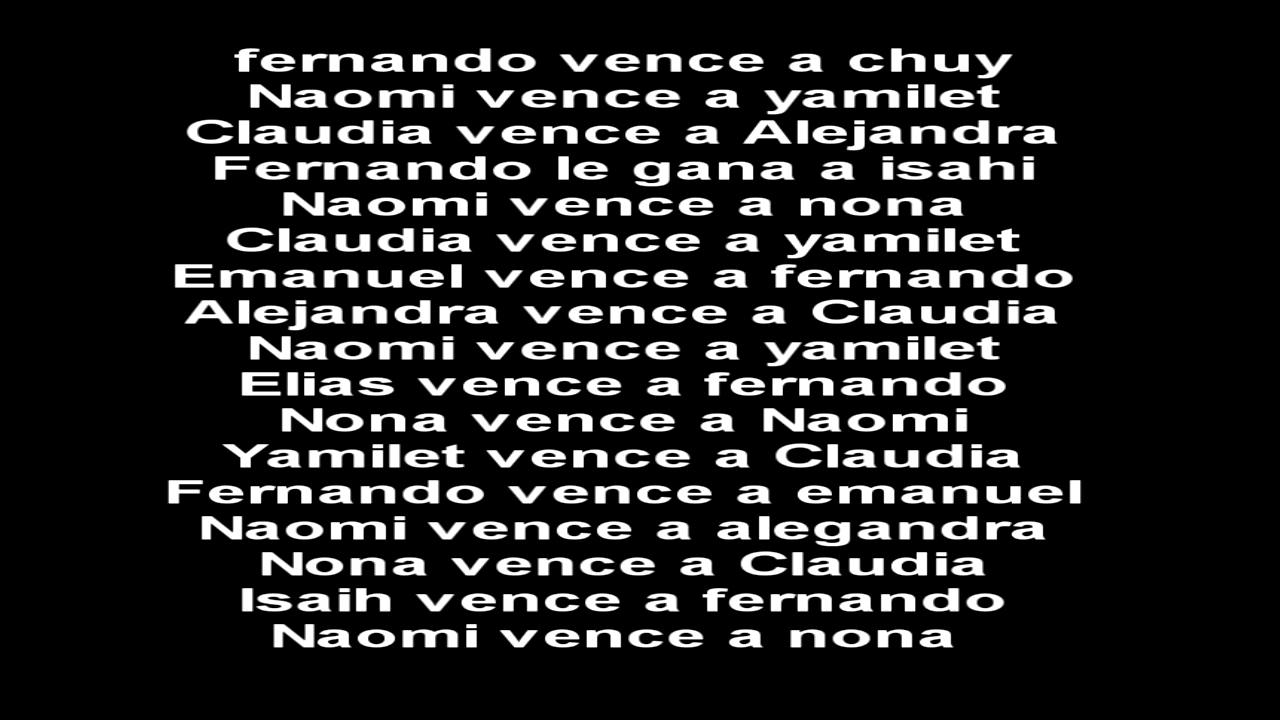 fernando vence a chuy
Naomi vence a yamilet
Claudia vence a Alejandra
Fernando le gana a isahi
Naomi vence a nona
Claudia vence a yamilet
Emanuel vence a fernando
Alejandra vence a Claudia
Naomi vence a yamilet
Elias vence a fernando
Nona vence a Naomi
Yamilet vence a Claudia
Fernando vence a emanuel
Naomi vence a alegandra
Nona vence a Claudia
Isaih vence a fernando
Naomi vence a nona